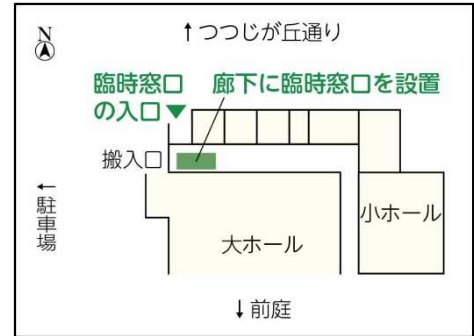 N
↑つつじが丘通り
臨時窓口
の入口▼
廊下に臨時窓口を設置
搬入口
←駐車場
小ホール
大ホール
↓前庭